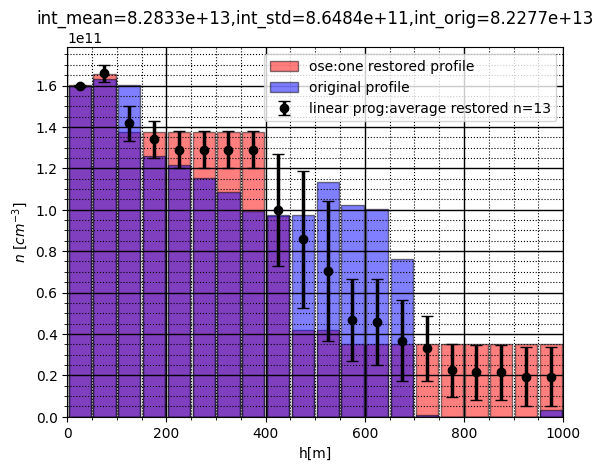 int_mean=8.2833e+13,int_std=8.6484e+11,int_orig=8.2277e+13
1e11
ose:one restored profile
original profile
linear prog:average restored n=13
1.6
1.4
1.2
1.0
0.8
0.6
0.4
0.2
0.0
n [cm⁻³]
0 200 400 600 800 1000
h[m]